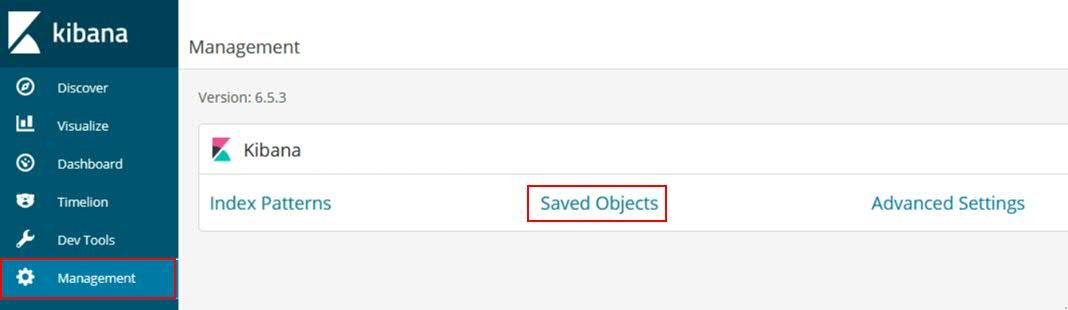 kibana
Discover
Visualize
Dashboard
Timelion
Dev Tools
Management
Management
Version: 6.5.3
Kibana
Index Patterns
Saved Objects
Advanced Settings